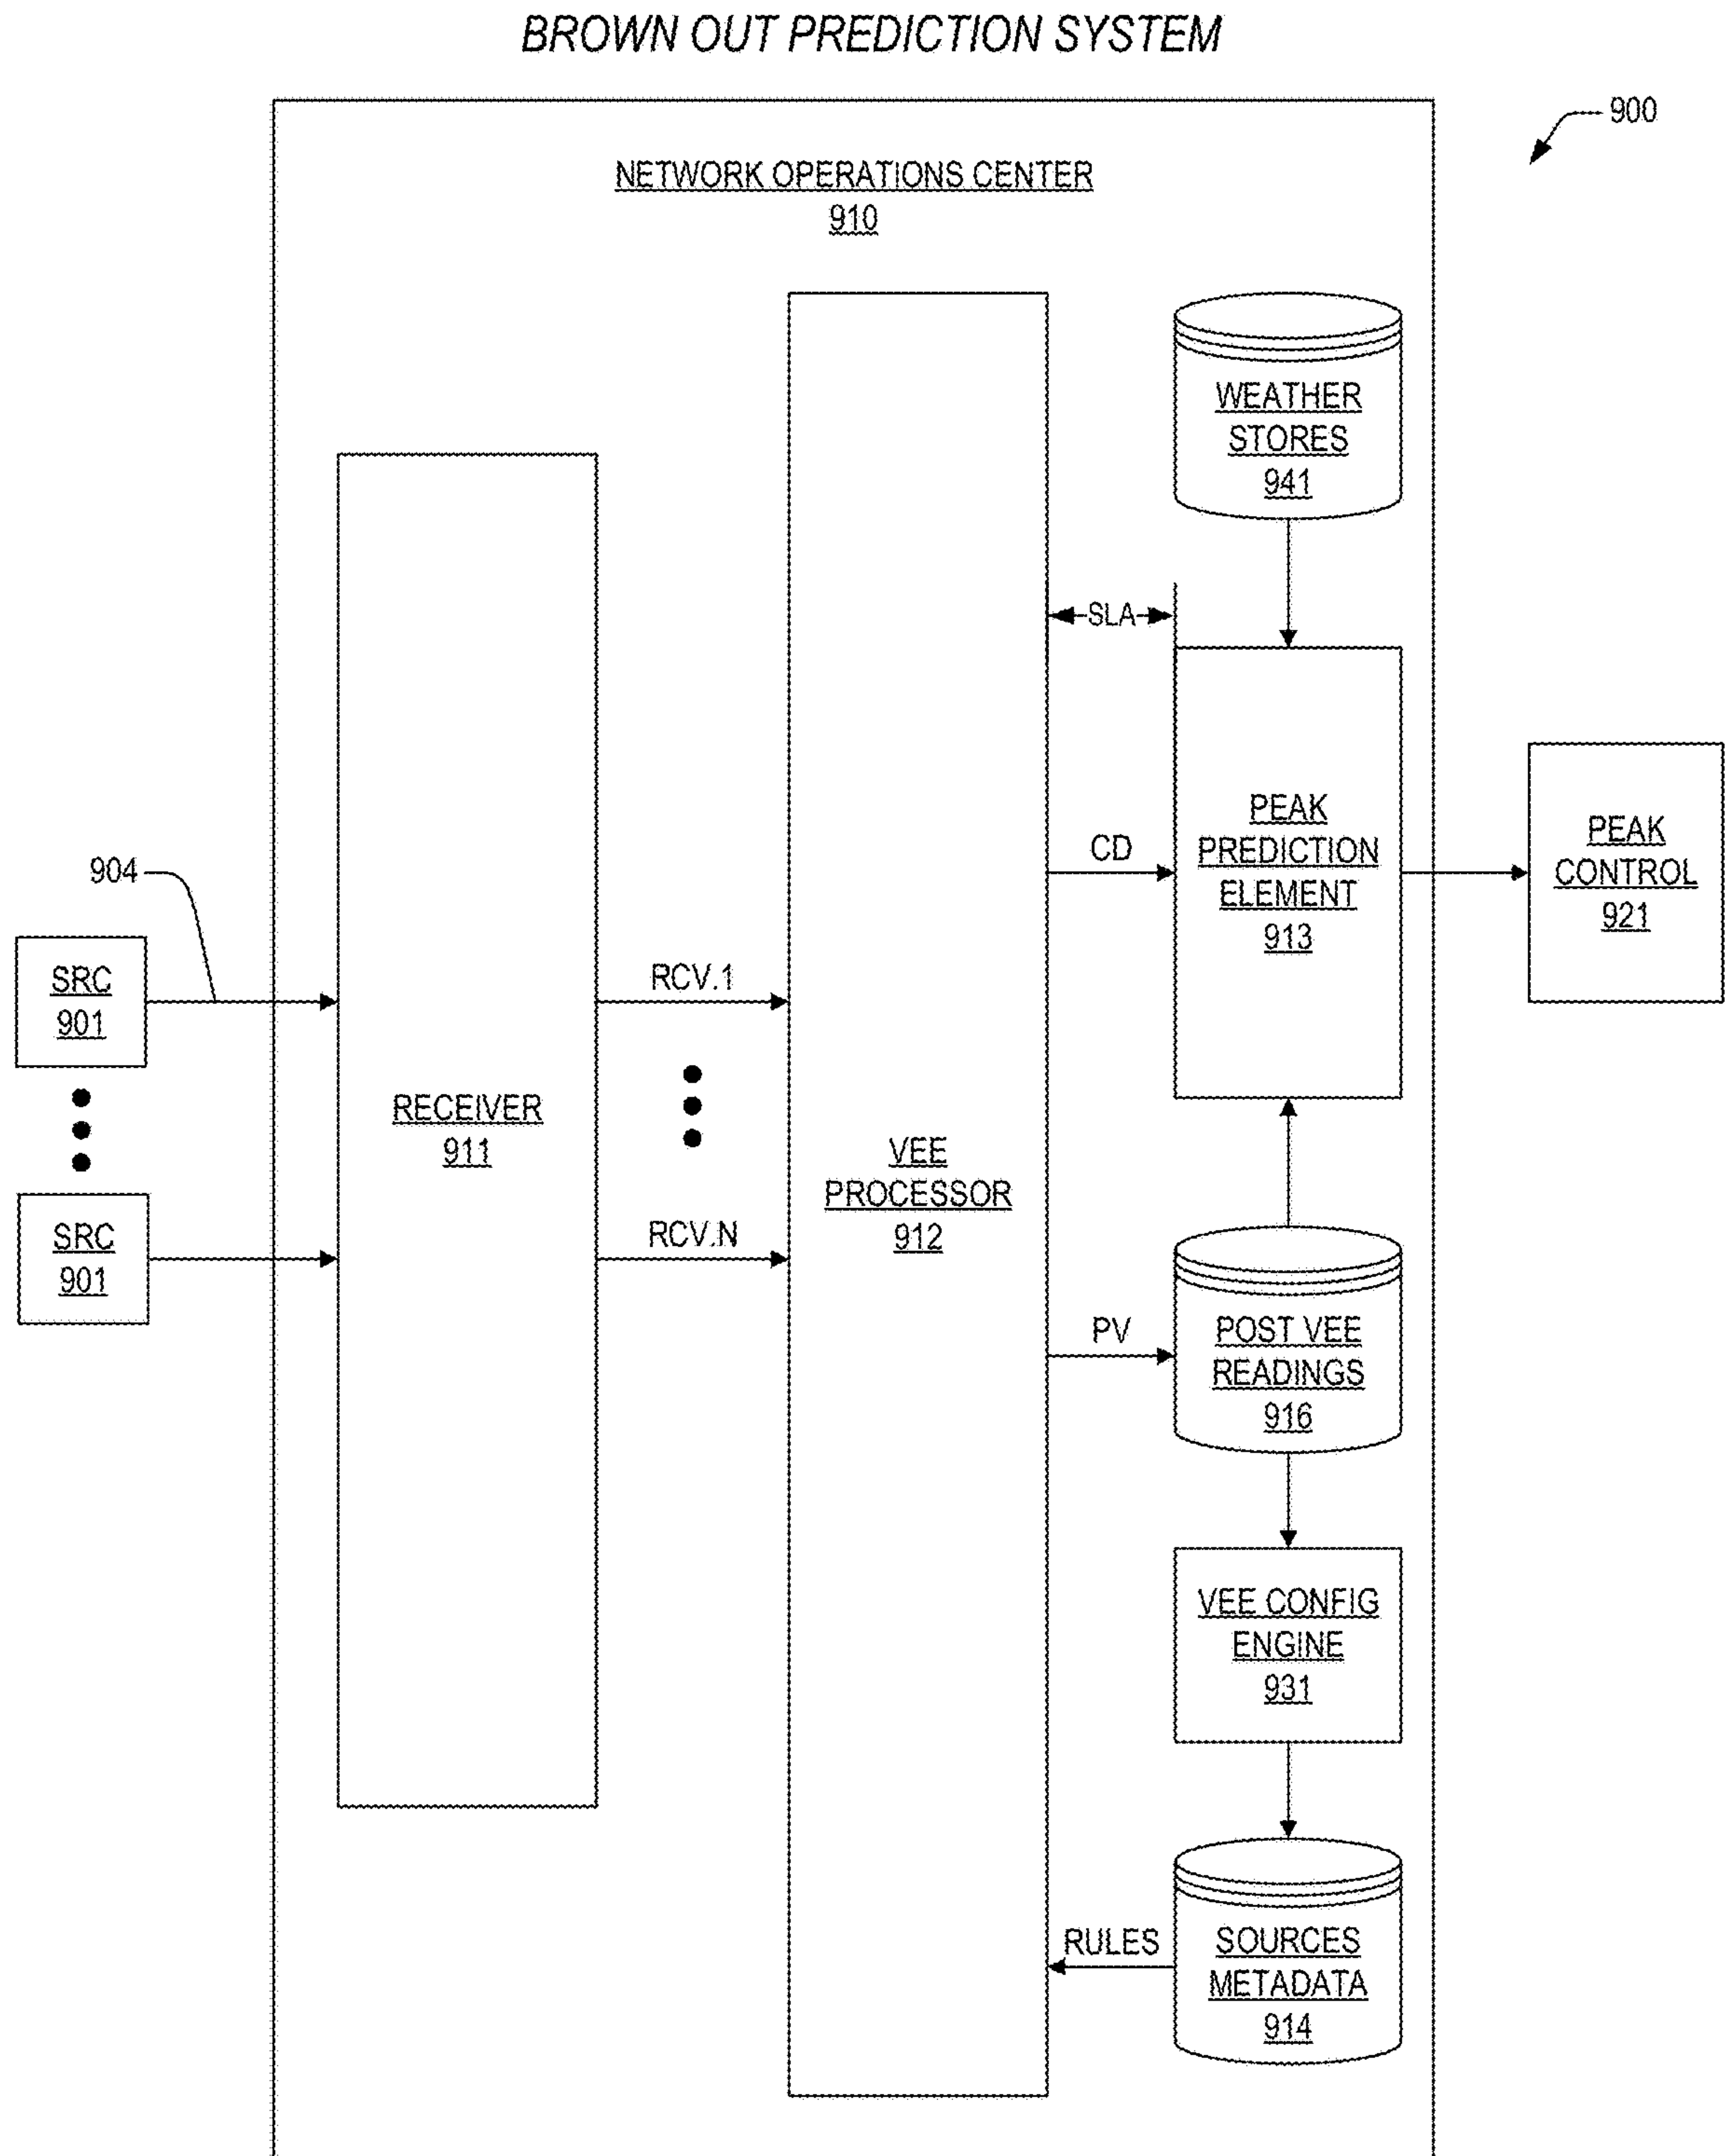 BROWN OUT PREDICTION SYSTEM
900
NETWORK OPERATIONS CENTER
910
WEATHER
STORES
941
SLA
PEAK
PREDICTION
ELEMENT
913
CD
PEAK
CONTROL
921
904
SRC
901
RCV.1
RECEIVER
911
VEE
PROCESSOR
912
SRC
901
RCV.N
PV
POST VEE
READINGS
916
VEE CONFIG
ENGINE
931
RULES
SOURCES
METADATA
914